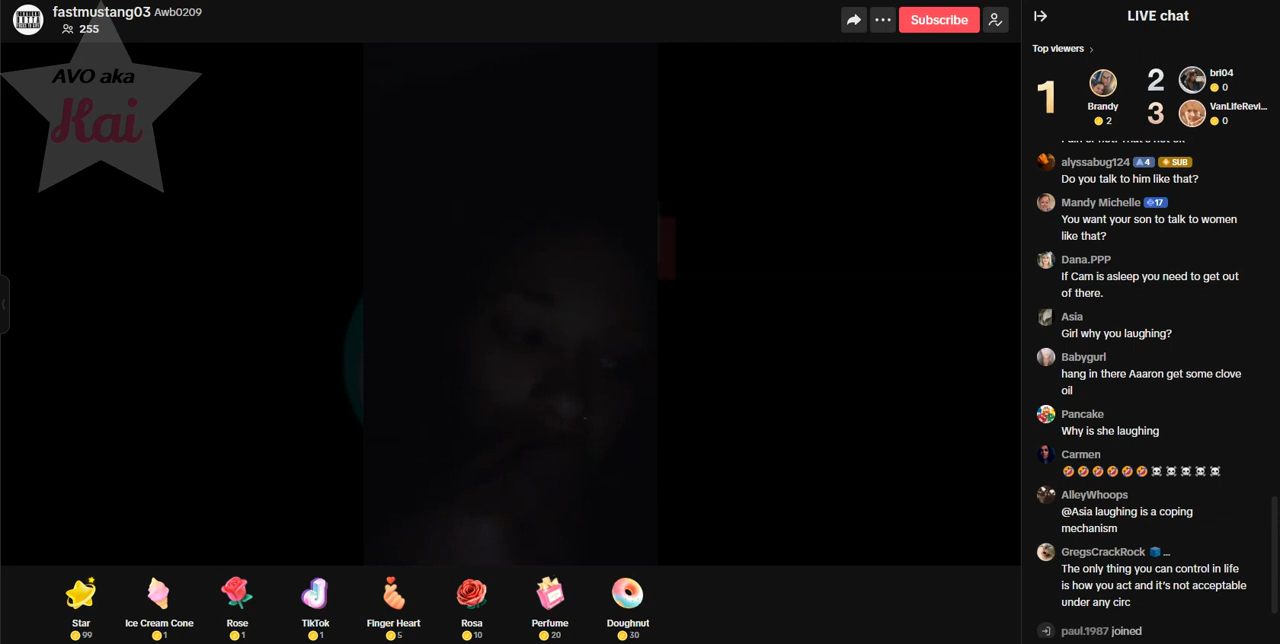 fastmustang03 Awb0209
255
Subscribe
AVO aka
Kai
LIVE chat
Top viewers
1
Brandy
2
2
bri04
0
3
VanLifeRevi...
0
alyssabug124 4 SUB
Do you talk to him like that?
Mandy Michelle 17
You want your son to talk to women
like that?
Dana.PPP
If Cam is asleep you need to get out
of there.
Asia
Girl why you laughing?
Babygurl
hang in there Aaaron get some clove
oil
Pancake
Why is she laughing
Carmen
🤣🤣🤣🤣🤣🤣☠☠☠☠☠
AlleyWhoops
@Asia laughing is a coping
mechanism
GregsCrackRock ...
The only thing you can control in life
is how you act and it's not acceptable
under any circ
paul.1987 joined
Star
99
Ice Cream Cone
1
Rose
1
TikTok
1
Finger Heart
5
Rosa
10
Perfume
20
Doughnut
30